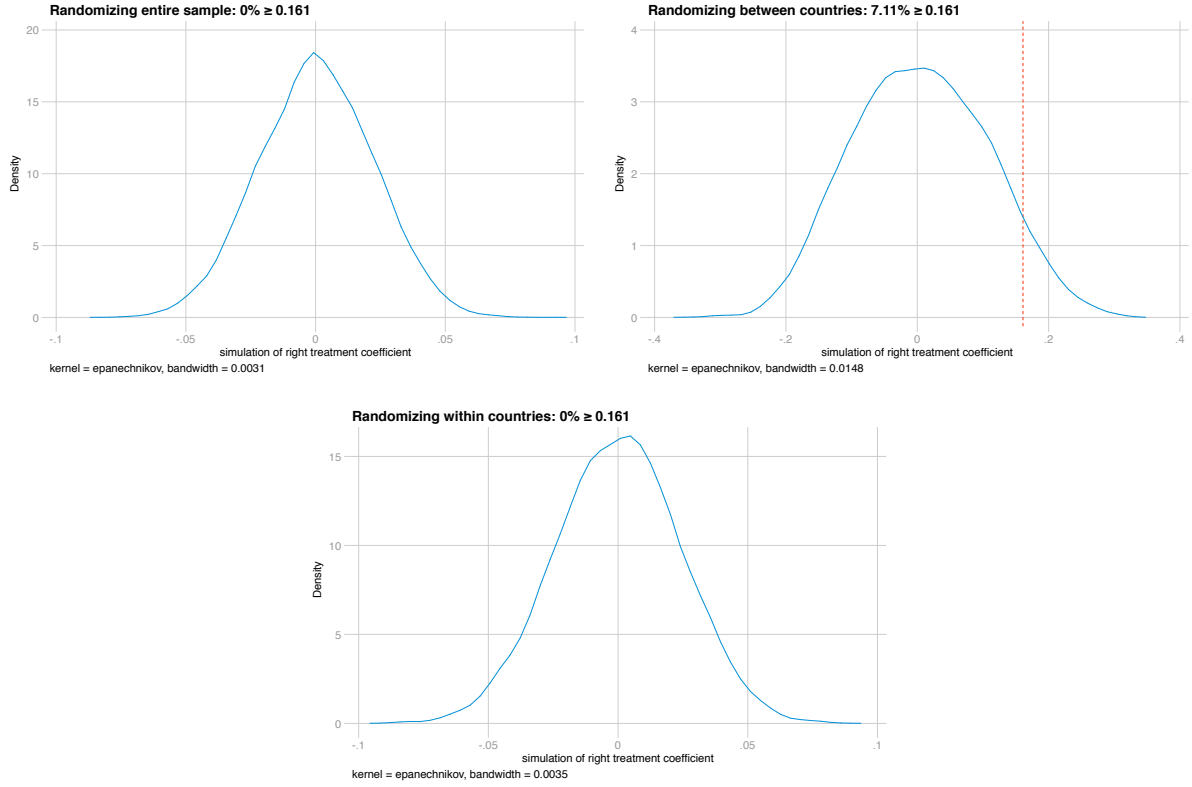 Randomizing entire sample: 0% ≥ 0.161
20
15
10
5
0
Density
-.1
-.05
0
.05
.1
simulation of right treatment coefficient
kernel = epanechnikov, bandwidth = 0.0031
Randomizing between countries: 7.11% ≥ 0.161
4
3
2
1
0
Density
-.4
-.2
0
.2
.4
simulation of right treatment coefficient
kernel = epanechnikov, bandwidth = 0.0148
Randomizing within countries: 0% ≥ 0.161
15
10
5
0
Density
-.1
-.05
0
.05
.1
simulation of right treatment coefficient
kernel = epanechnikov, bandwidth = 0.0035